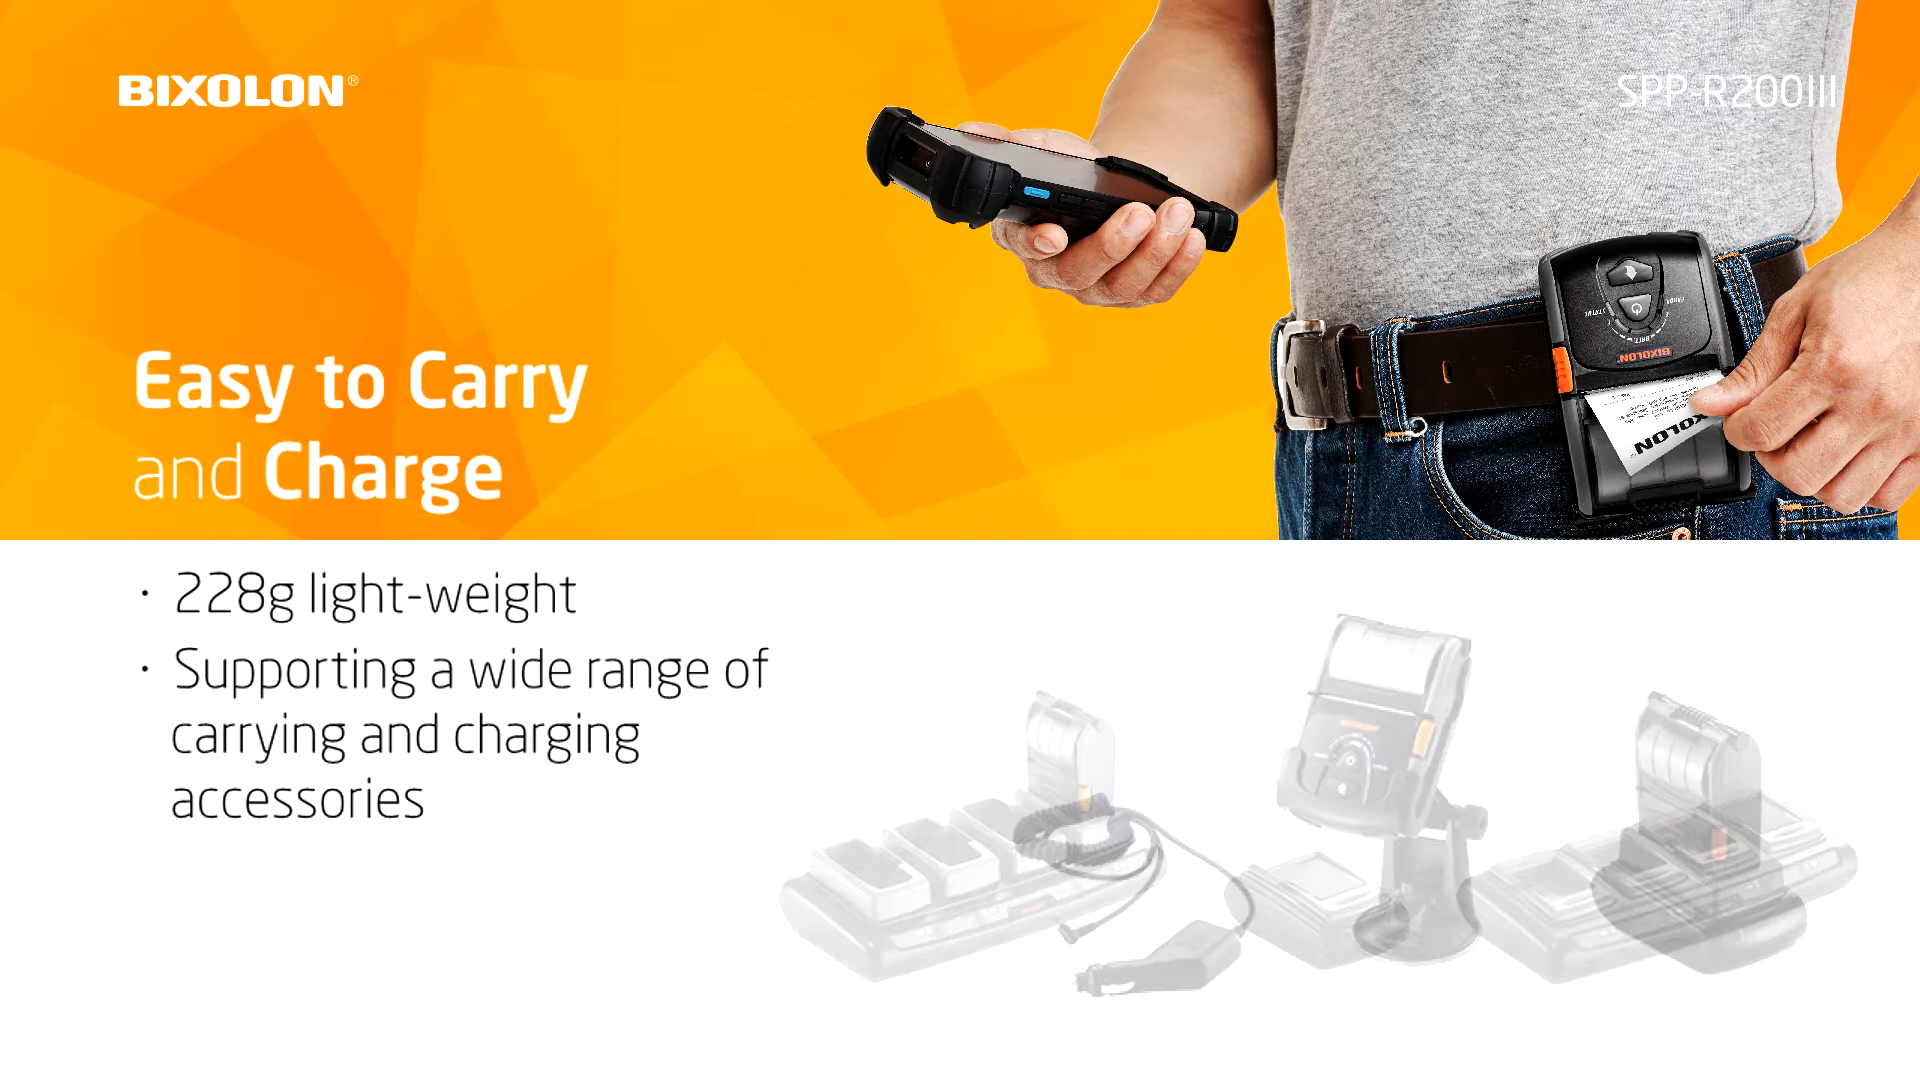 BIXOLON®
SPP-R200III
Easy to Carry
and Charge
· 228g light-weight
· Supporting a wide range of
carrying and charging
accessories
BIXOLON
BIXOLON